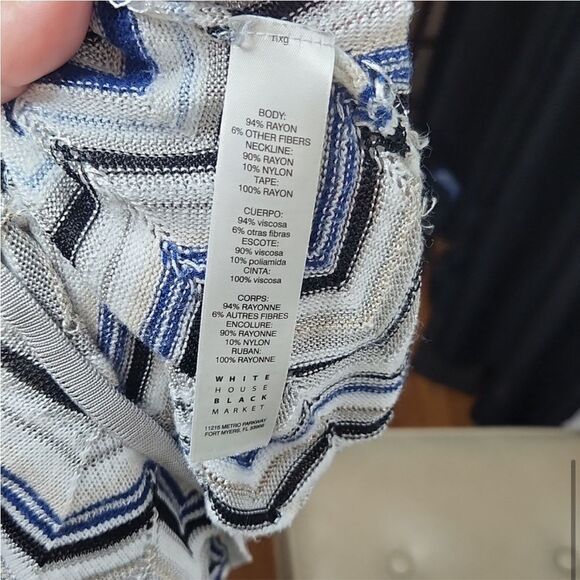 BODY:
94% RAYON
6% OTHER FIBERS
NECKLINE:
90% RAYON
10% NYLON
TAPE:
100% RAYON
CUERPO:
94% viscosa
6% otras fibras
ESCOTE:
90% viscosa
10% poliamida
CINTA:
100% viscosa
CORPS:
94% RAYONNE
6% AUTRES FIBRES
ENCOLURE:
90% RAYONNE
10% NYLON
RUBAN:
100% RAYONNE
WHITE
HOUSE
BLACK
MARKET
11215 METRO PARKWAY
FORT MYERS, FL 33966